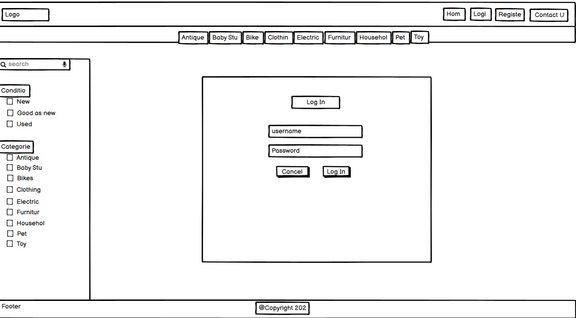 Logo
Hom Logi Registe Contact U
Antique Baby Stu Bike Clothin Electric Furnitur Househol Pet Toy
search
Conditio
New
Good as new
Used
Categorie
Antique
Baby Stu
Bikes
Clothing
Electric
Furnitur
Househol
Pet
Toy
Log In
username
Password
Cancel Log In
Footer
@Copyright 202